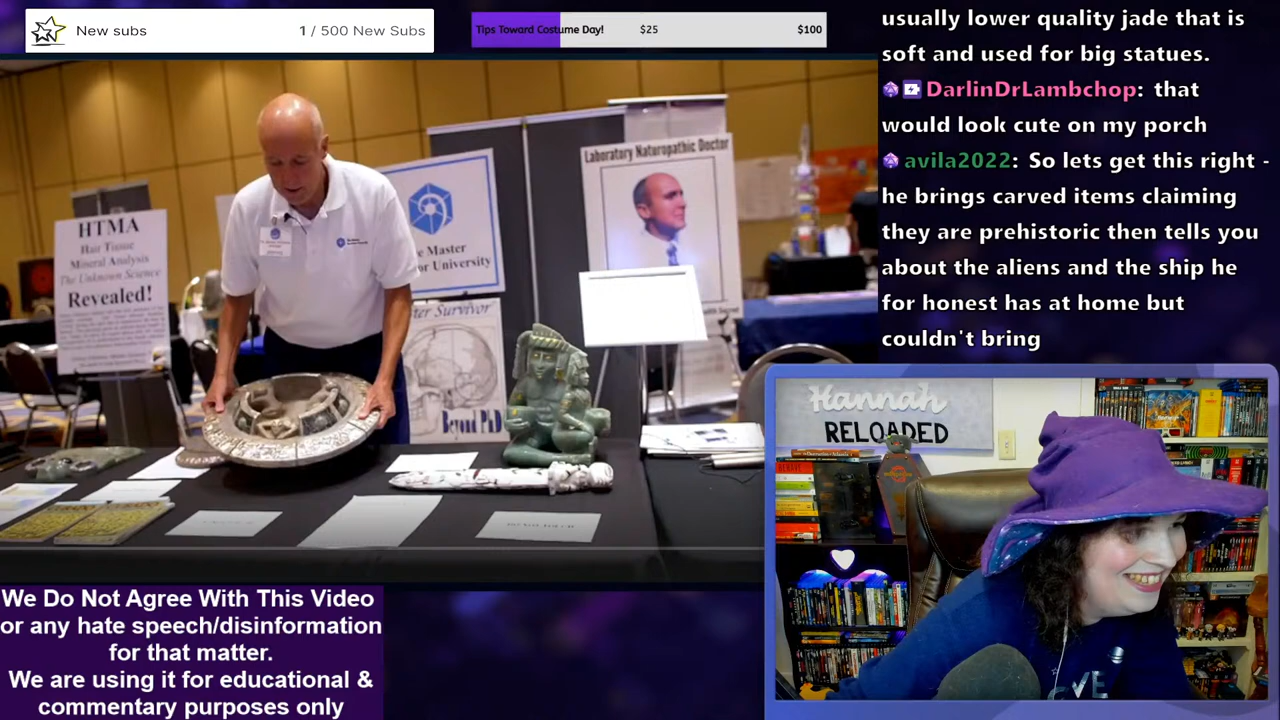 New subs
1 / 500 New Subs
Tips Toward Costume Day!
$25
$100
usually lower quality jade that is
soft and used for big statues.
DarlinDrLambchop: that
would look cute on my porch
avila2022: So lets get this right -
he brings carved items claiming
they are prehistoric then tells you
about the aliens and the ship he
for honest has at home but
couldn't bring
HTMA
Hair Tissue
Mineral Analysis
The Unknown Science
Revealed!
Master
University
Laboratory Naturopathic Doctor
Survivor
Beyond PhD
Hannah
RELOADED
We Do Not Agree With This Video
or any hate speech/disinformation
for that matter.
We are using it for educational &
commentary purposes only